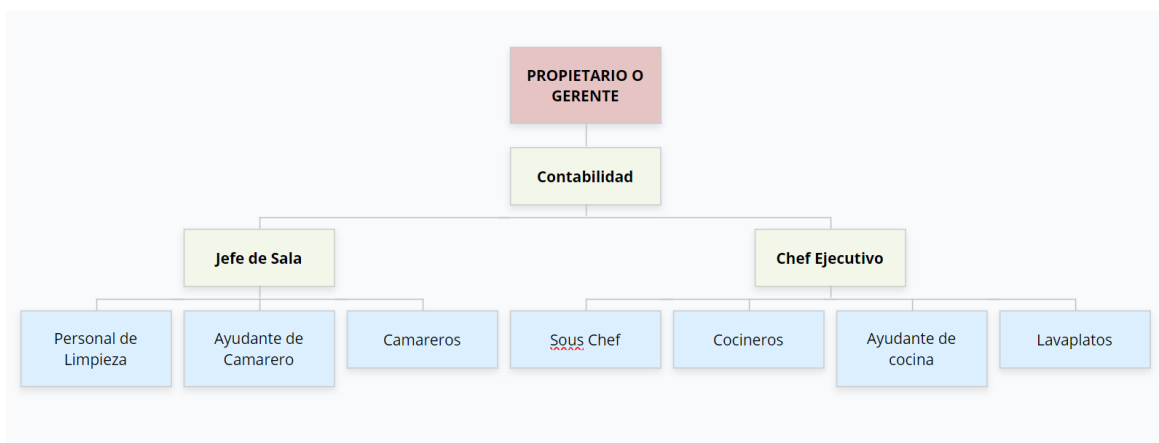 PROPIETARIO O
GERENTE
Contabilidad
Jefe de Sala
Chef Ejecutivo
Personal de
Limpieza
Ayudante de
Camarero
Camareros
Sous Chef
Cocineros
Ayudante de
cocina
Lavaplatos